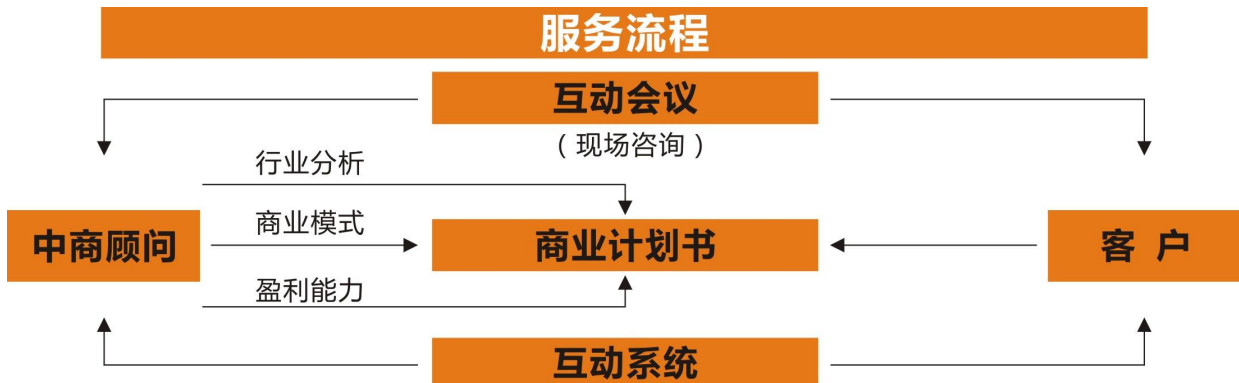 服务流程
互动会议
（现场咨询）
行业分析
商业模式
中商顾问
商业计划书
客 户
盈利能力
互动系统